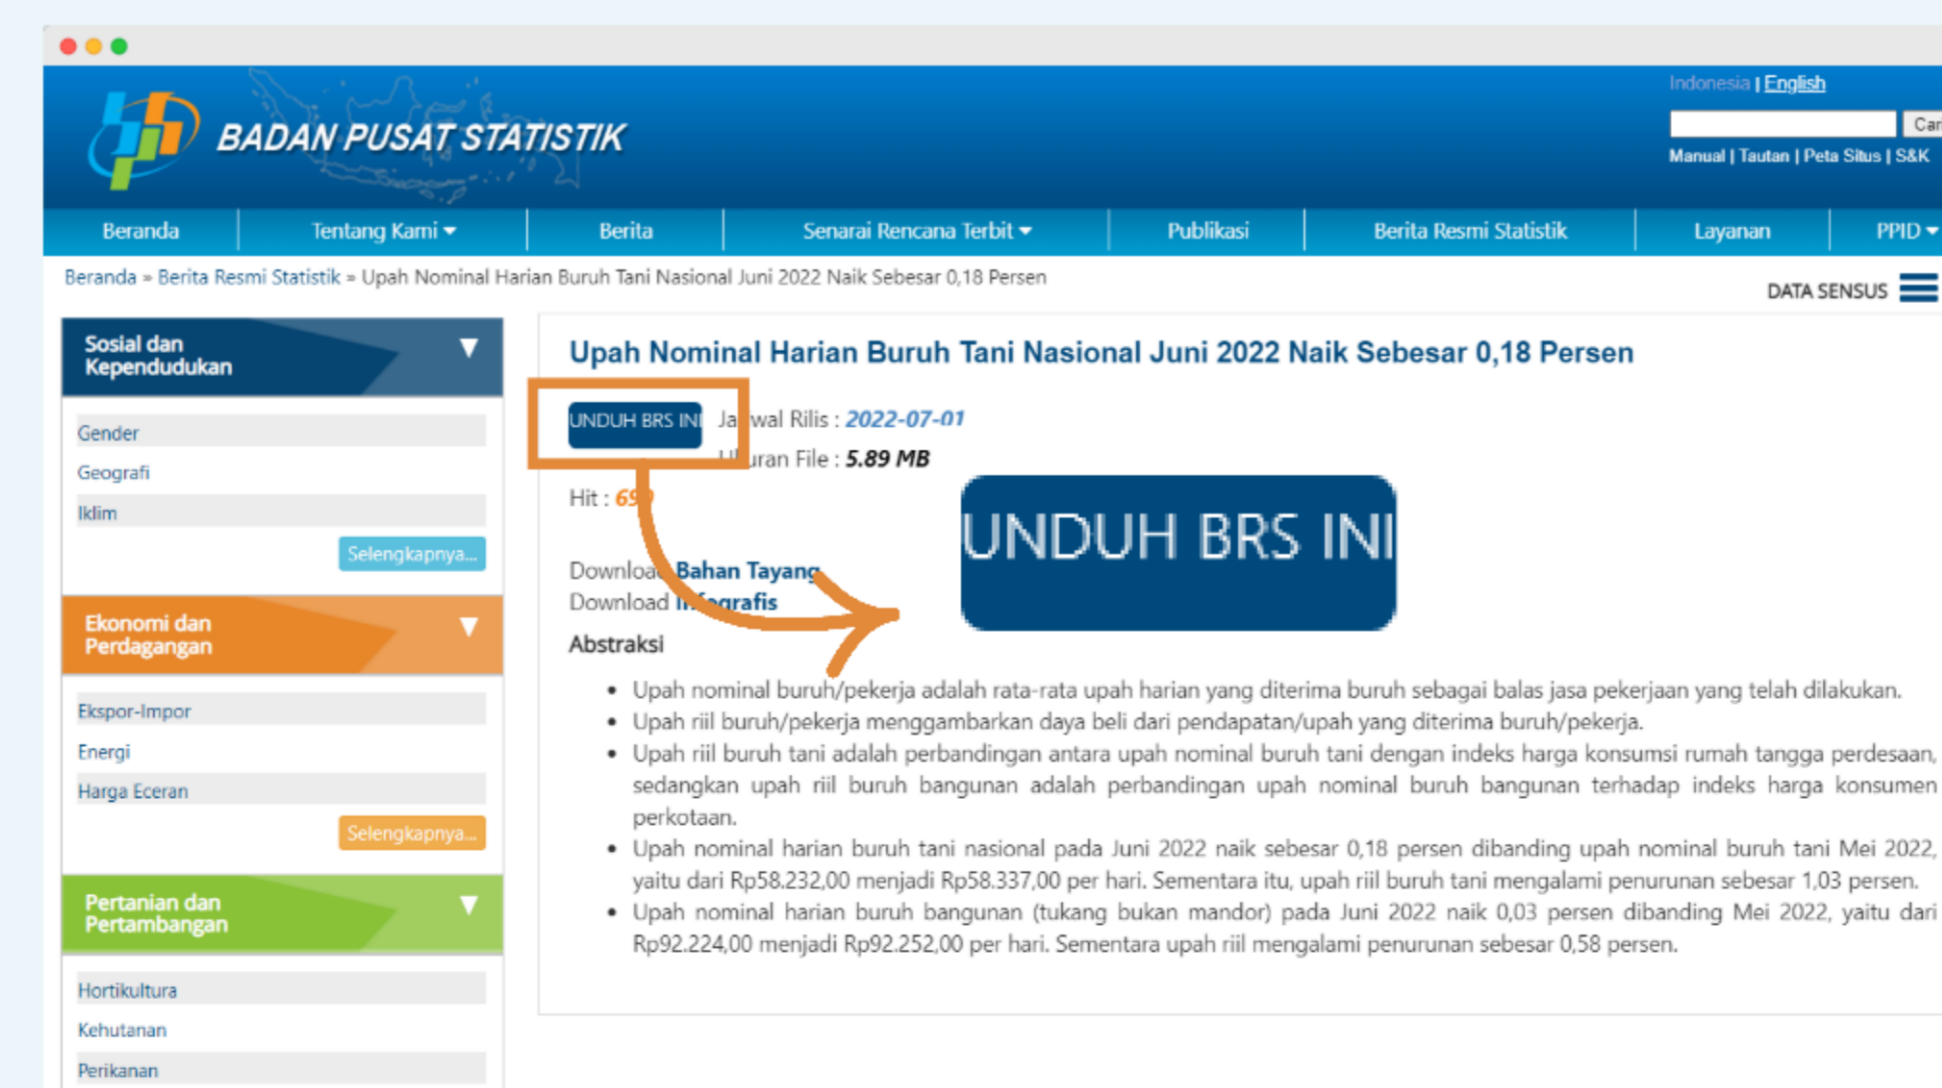 Indonesia | English
BADAN PUSAT STATISTIK
Manual | Tautan | Peta Situs | S&K
Beranda Tentang Kami Berita Senarai Rencana Terbit Publikasi Berita Resmi Statistik Layanan PPID
Beranda » Berita Resmi Statistik » Upah Nominal Harian Buruh Tani Nasional Juni 2022 Naik Sebesar 0,18 Persen
DATA SENSUS
Sosial dan
Kependudukan
Gender
Geografi
Iklim
Selengkapnya...
Ekonomi dan
Perdagangan
Ekspor-Impor
Energi
Harga Eceran
Selengkapnya...
Pertanian dan
Pertambangan
Hortikultura
Kehutanan
Perikanan
Upah Nominal Harian Buruh Tani Nasional Juni 2022 Naik Sebesar 0,18 Persen
UNDUH BRS INI
Rilis : 2022-07-01
File : 5.89 MB
Hit :
UNDUH BRS INI
Download Bahan Tayang
Download Infografis
Abstraksi
• Upah nominal buruh/pekerja adalah rata-rata upah harian yang diterima buruh sebagai balas jasa pekerjaan yang telah dilakukan.
• Upah riil buruh/pekerja menggambarkan daya beli dari pendapatan/upah yang diterima buruh/pekerja.
• Upah riil buruh tani adalah perbandingan antara upah nominal buruh tani dengan indeks harga konsumsi rumah tangga perdesaan,
sedangkan upah riil buruh bangunan adalah perbandingan upah nominal buruh bangunan terhadap indeks harga konsumen
perkotaan.
• Upah nominal harian buruh tani nasional pada Juni 2022 naik sebesar 0,18 persen dibanding upah nominal buruh tani Mei 2022,
yaitu dari Rp58.232,00 menjadi Rp58.337,00 per hari. Sementara itu, upah riil buruh tani mengalami penurunan sebesar 1,03 persen.
• Upah nominal harian buruh bangunan (tukang bukan mandor) pada Juni 2022 naik 0,03 persen dibanding Mei 2022, yaitu dari
Rp92.224,00 menjadi Rp92.252,00 per hari. Sementara upah riil mengalami penurunan sebesar 0,58 persen.